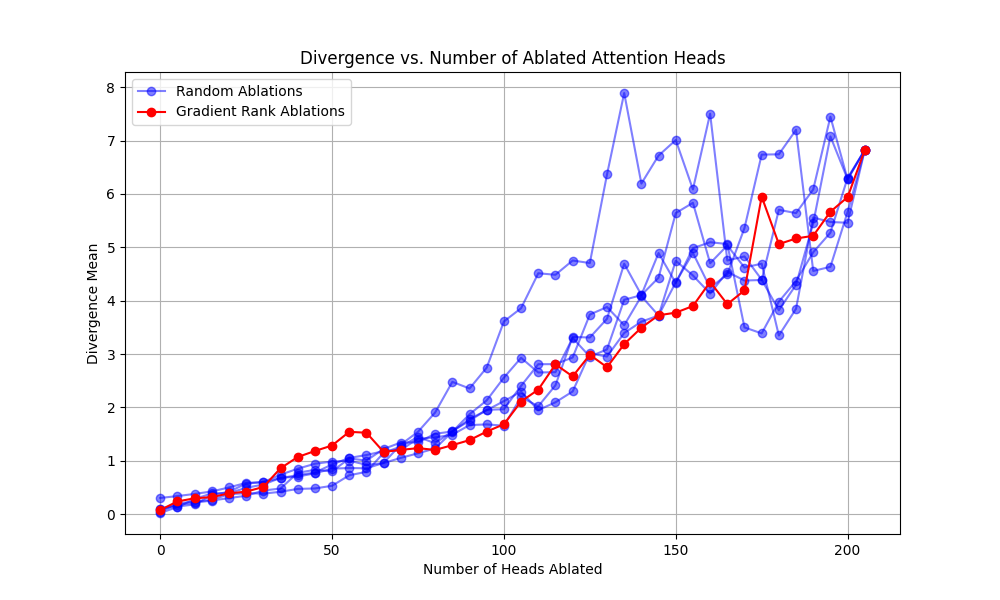 Divergence vs. Number of Ablated Attention Heads
Random Ablations
Gradient Rank Ablations
Divergence Mean
8
7
6
5
4
3
2
1
0
0 50 100 150 200
Number of Heads Ablated